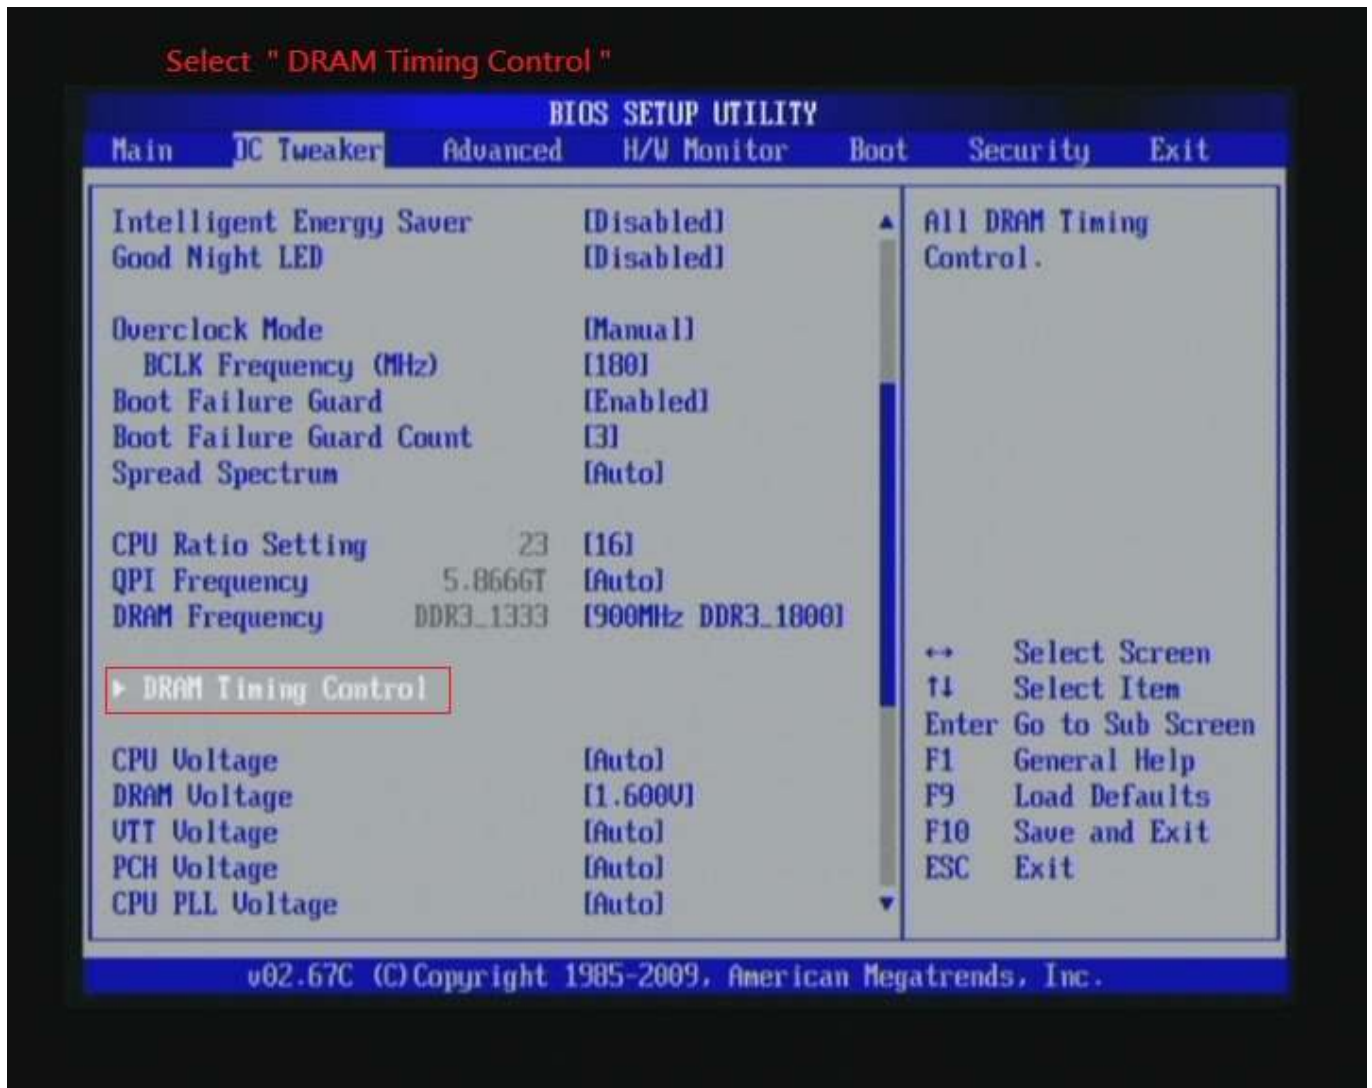 Select " DRAM Timing Control "
BIOS SETUP UTILITY
Main OC Tweaker Advanced H/W Monitor Boot Security Exit
Intelligent Energy Saver [Disabled]
Good Night LED [Disabled]
Overclock Mode [Manual]
BCLK Frequency (MHz) [180]
Boot Failure Guard [Enabled]
Boot Failure Guard Count [3]
Spread Spectrum [Auto]
CPU Ratio Setting 23 [16]
QPI Frequency 5.866GT [Auto]
DRAM Frequency DDR3_1333 [900MHz DDR3_1800]
▶ DRAM Timing Control
CPU Voltage [Auto]
DRAM Voltage [1.600V]
VTT Voltage [Auto]
PCH Voltage [Auto]
CPU PLL Voltage [Auto]
All DRAM Timing
Control.
↔ Select Screen
↑↓ Select Item
Enter Go to Sub Screen
F1 General Help
F9 Load Defaults
F10 Save and Exit
ESC Exit
v02.67C (C)Copyright 1985-2009, American Megatrends, Inc.